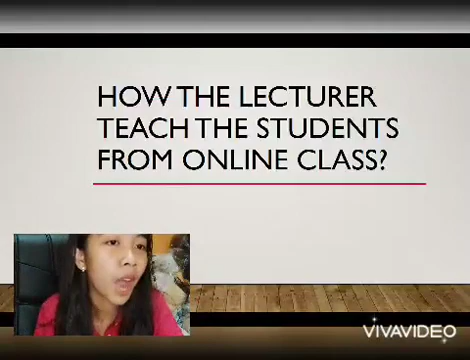 HOW THE LECTURER
TEACH THE STUDENTS
FROM ONLINE CLASS?
VIVAVIDEO